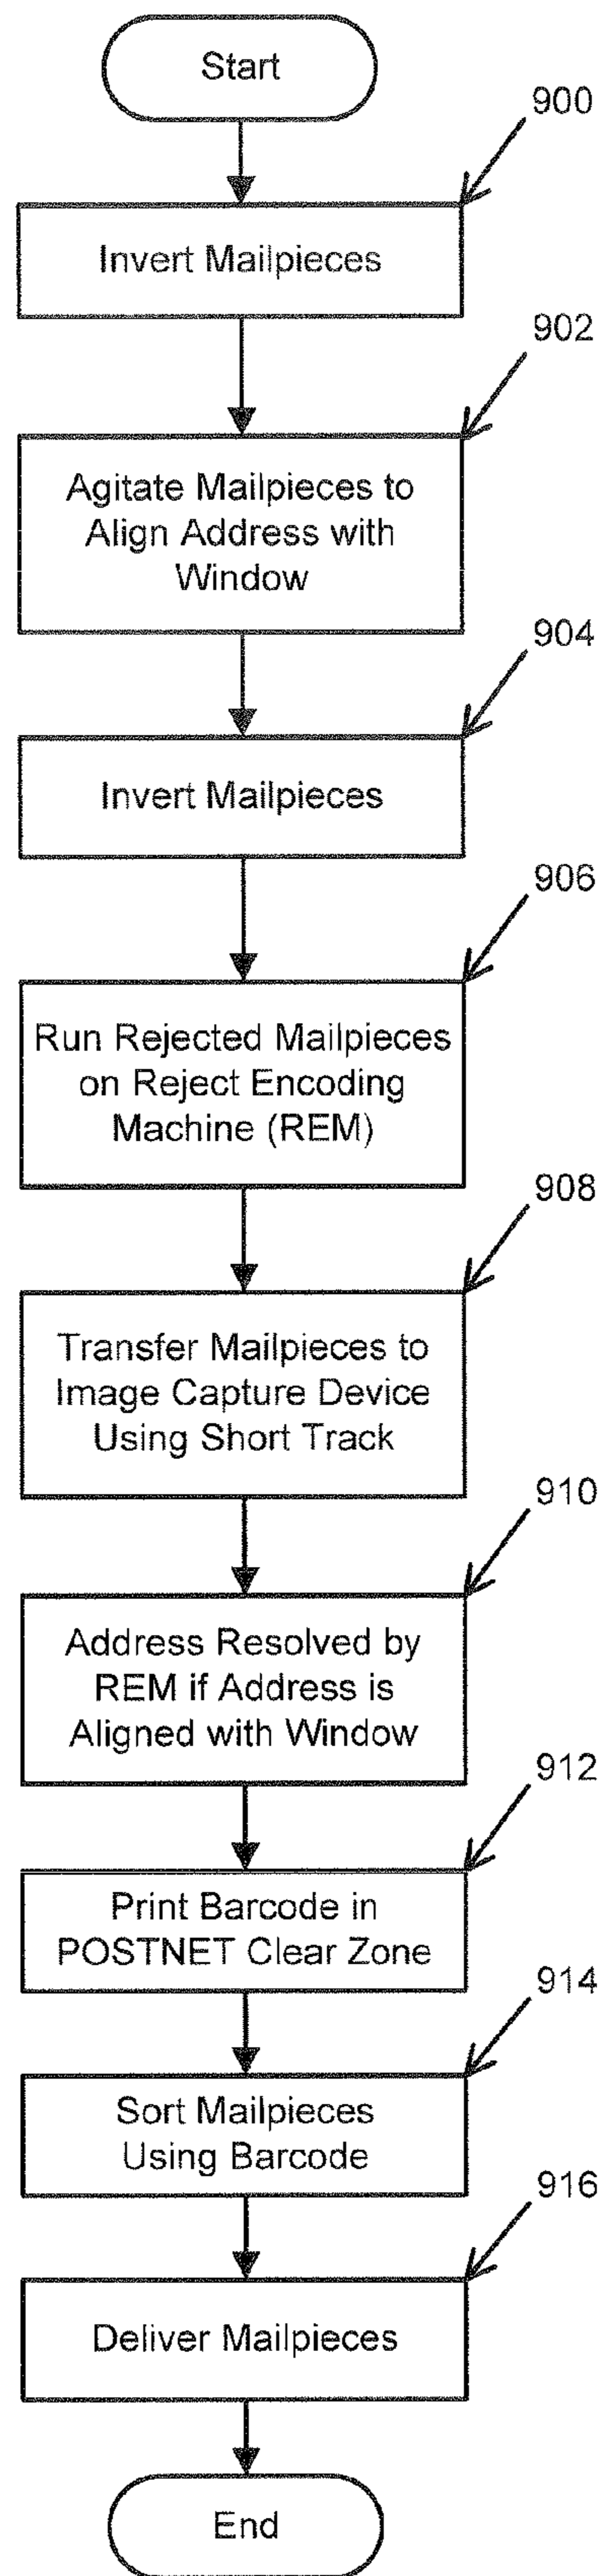 Start
900
Invert Mailpieces
902
Agitate Mailpieces to
Align Address with
Window
904
Invert Mailpieces
906
Run Rejected Mailpieces
on Reject Encoding
Machine (REM)
908
Transfer Mailpieces to
Image Capture Device
Using Short Track
910
Address Resolved by
REM if Address is
Aligned with Window
912
Print Barcode in
POSTNET Clear Zone
914
Sort Mailpieces
Using Barcode
916
Deliver Mailpieces
End